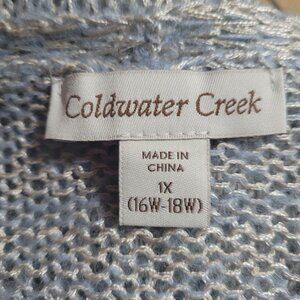 Coldwater Creek
MADE IN
CHINA
1X
(16W-18W)